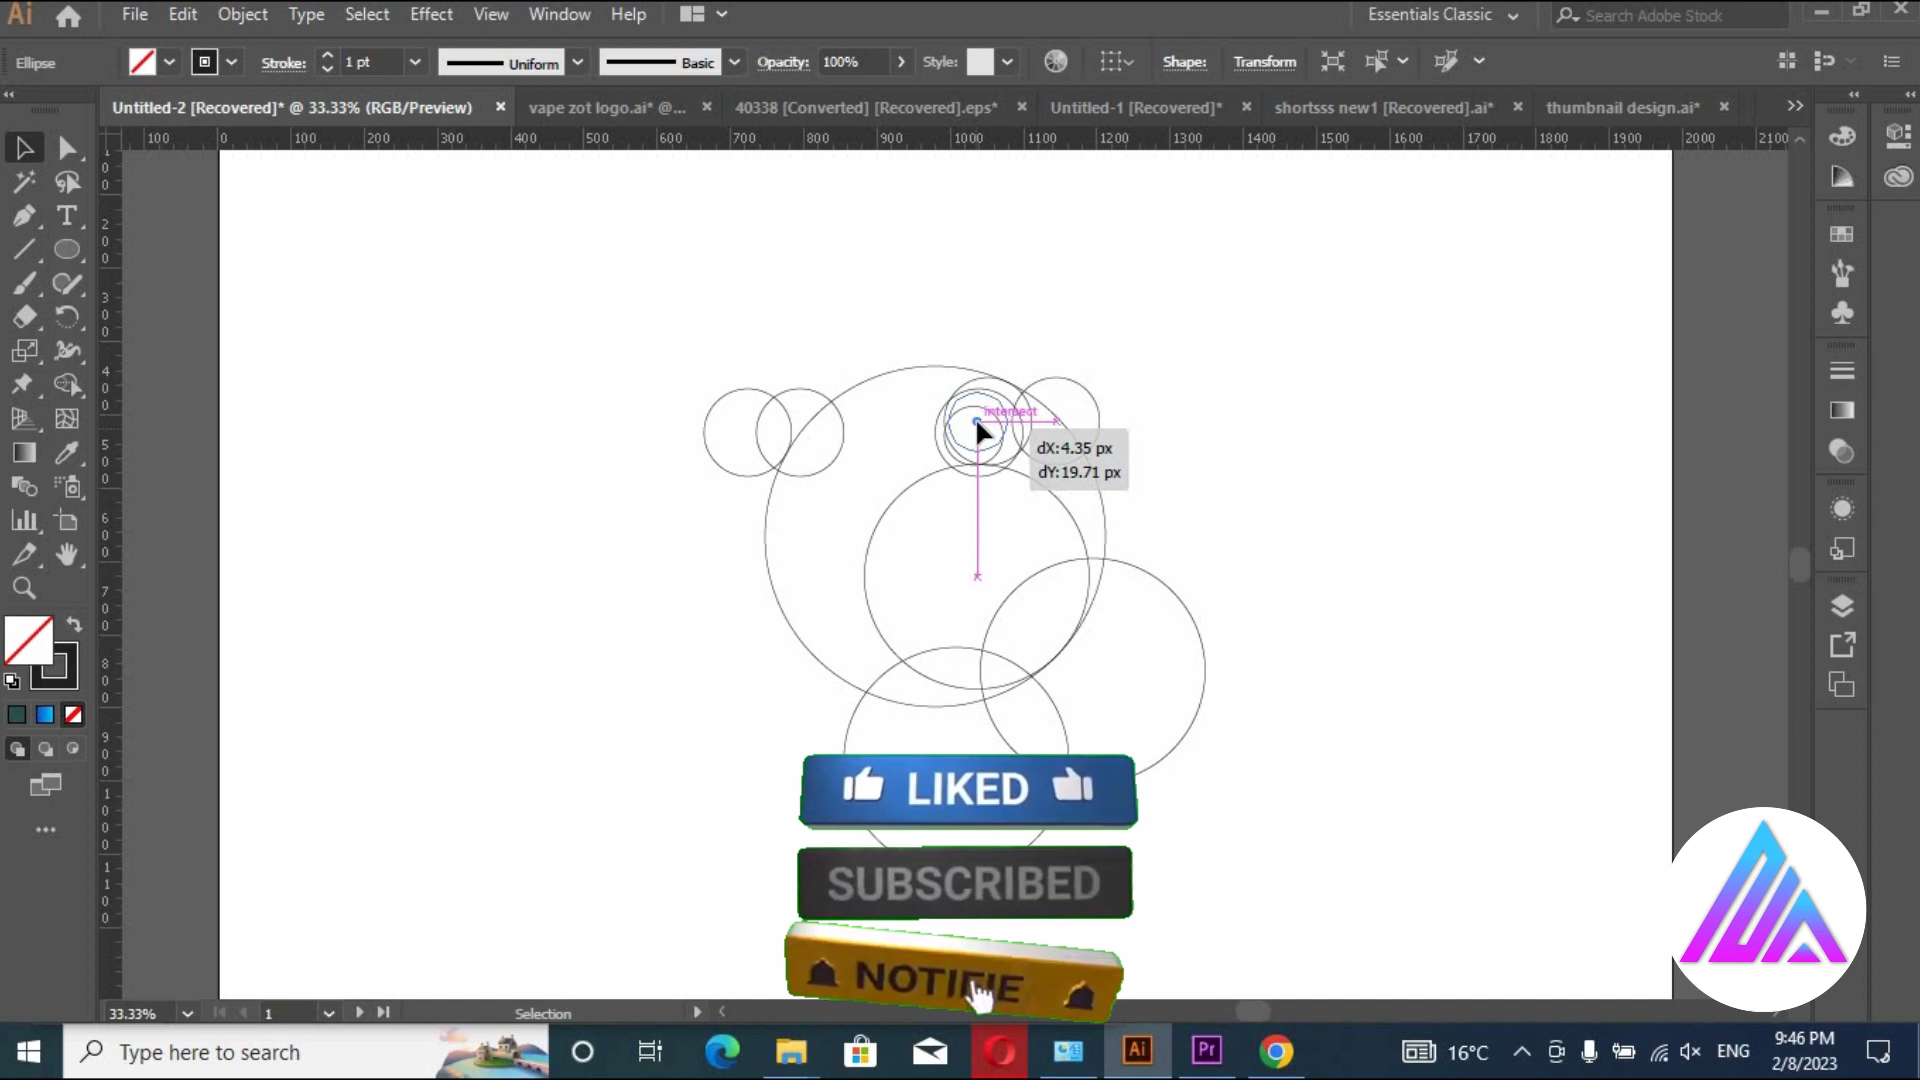 Ai File Edit Object Type Select Effect View Window Help Essentials Classic Search Adobe Stock
Ellipse Stroke: 1 pt Uniform Basic Opacity: 100% Style: Shape: Transform
Untitled-2 [Recovered]* @ 33.33% (RGB/Preview) × vape zot logo.ai* @... × 40338 [Converted] [Recovered].eps* × Untitled-1 [Recovered]* × shortsss new1 [Recovered].ai* × thumbnail design.ai* ×
100 0 100 200 300 400 500 600 700 800 900 1000 1100 1200 1300 1400 1500 1600 1700 1800 1900 2000 2100
intersect
dX:4.35 px
dY:19.71 px
LIKED
SUBSCRIBED
NOTIFIE
33.33% 1 Selection
Type here to search Ai Pr 16°C ENG 9:46 PM
2/8/2023